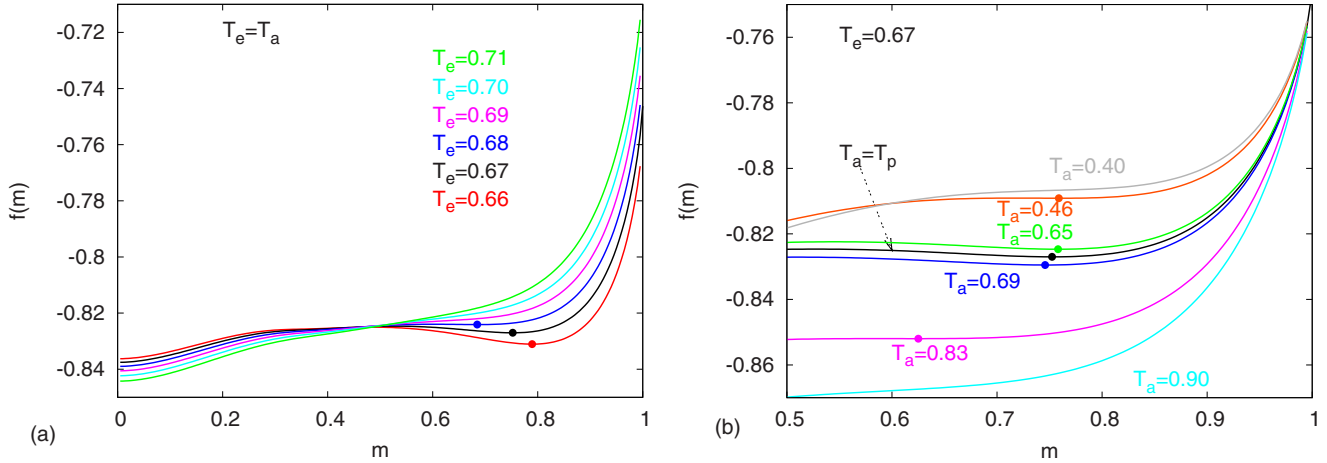 T_e=T_a
T_e=0.71
T_e=0.70
T_e=0.69
T_e=0.68
T_e=0.67
T_e=0.66
-0.72
-0.74
-0.76
-0.78
-0.8
-0.82
-0.84
f(m)
0
0.2
0.4
0.6
0.8
1
m
(a)
T_e=0.67
T_a=T_p
T_a=0.40
T_a=0.46
T_a=0.65
T_a=0.69
T_a=0.83
T_a=0.90
-0.76
-0.78
-0.8
-0.82
-0.84
-0.86
f(m)
0.5
0.6
0.7
0.8
0.9
1
m
(b)